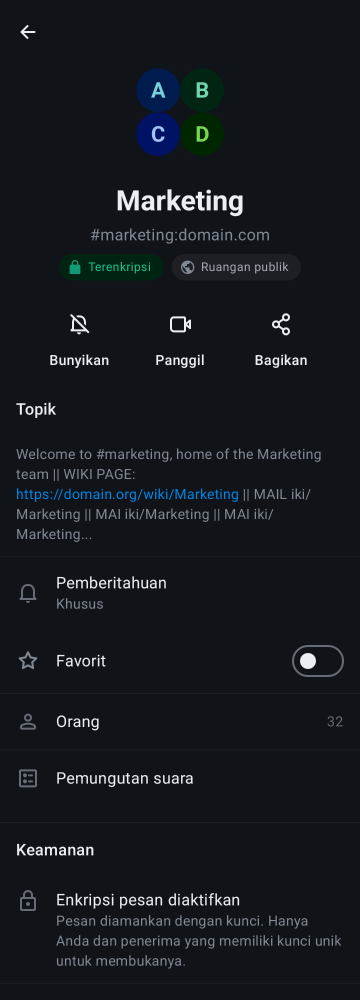 A B
C D
Marketing
#marketing:domain.com
Terenkripsi Ruangan publik
Bunyikan Panggil Bagikan
Topik
Welcome to #marketing, home of the Marketing
team || WIKI PAGE:
https://domain.org/wiki/Marketing || MAIL iki/
Marketing || MAI iki/Marketing || MAI iki/
Marketing...
Pemberitahuan
Khusus
Favorit
Orang 32
Pemungutan suara
Keamanan
Enkripsi pesan diaktifkan
Pesan diamankan dengan kunci. Hanya
Anda dan penerima yang memiliki kunci unik
untuk membukanya.